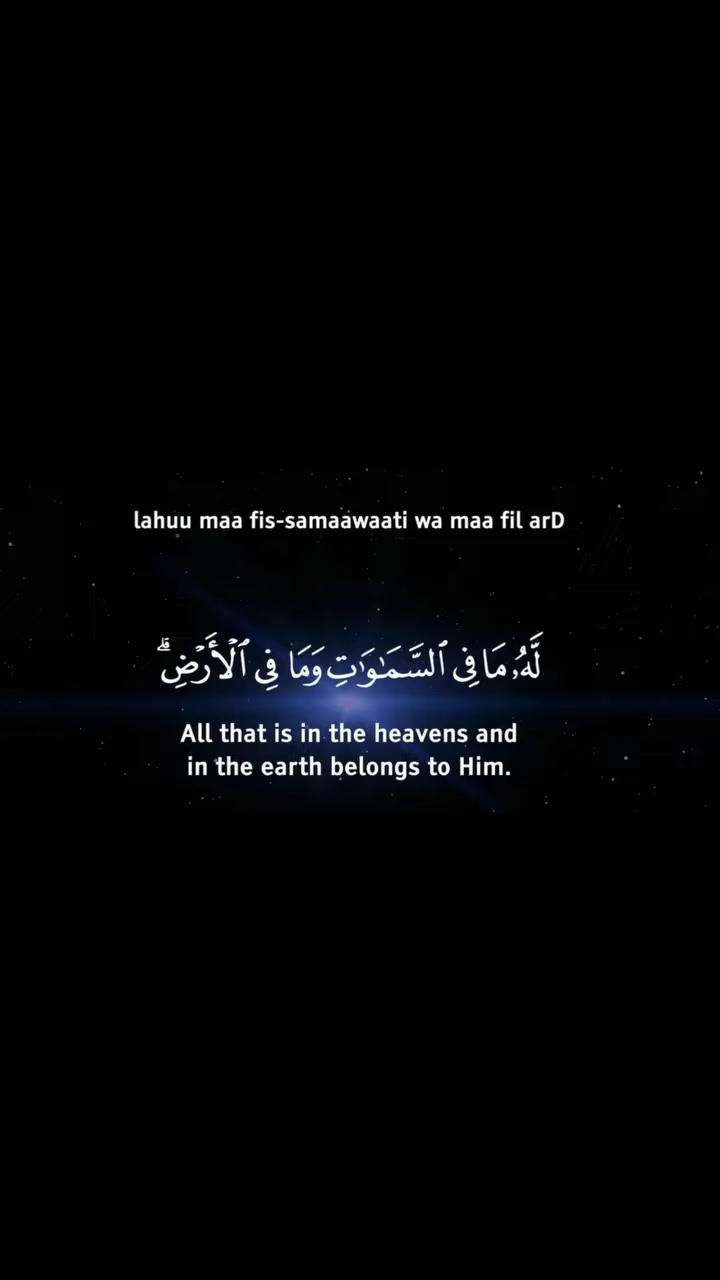 lahuu maa fis-samaawaati wa maa fil arD
لَّهُۥ مَا فِى ٱلسَّمَـٰوَٰتِ وَمَا فِى ٱلْأَرْضِ ۗ
All that is in the heavens and
in the earth belongs to Him.